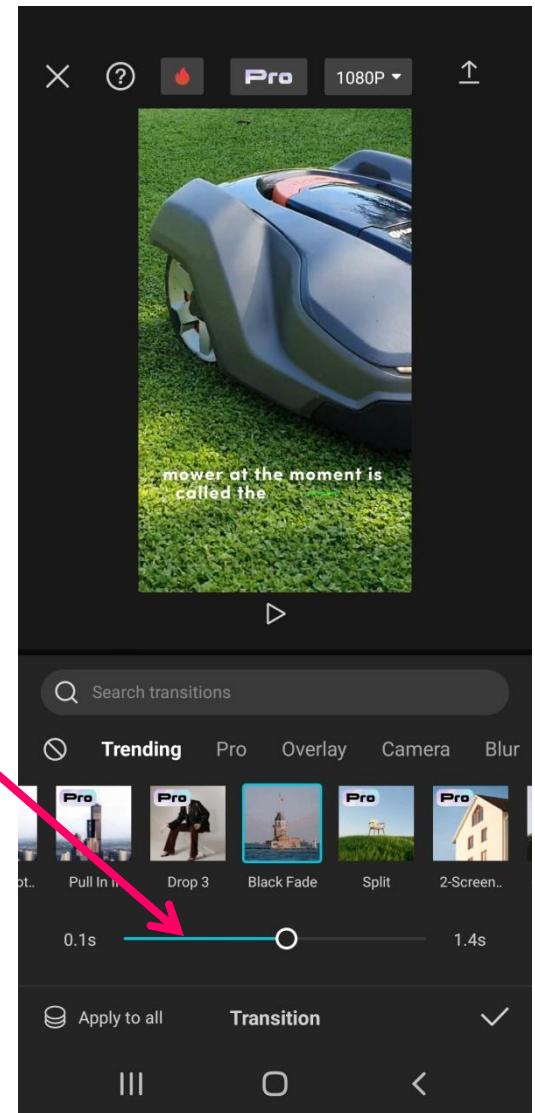 Pro 1080P
mower at the moment is
called the
Search transitions
Trending Pro Overlay Camera Blur
Pro Pro Pro Pro
ot.. Pull In Drop 3 Black Fade Split 2-Screen..
0.1s 1.4s
Apply to all Transition